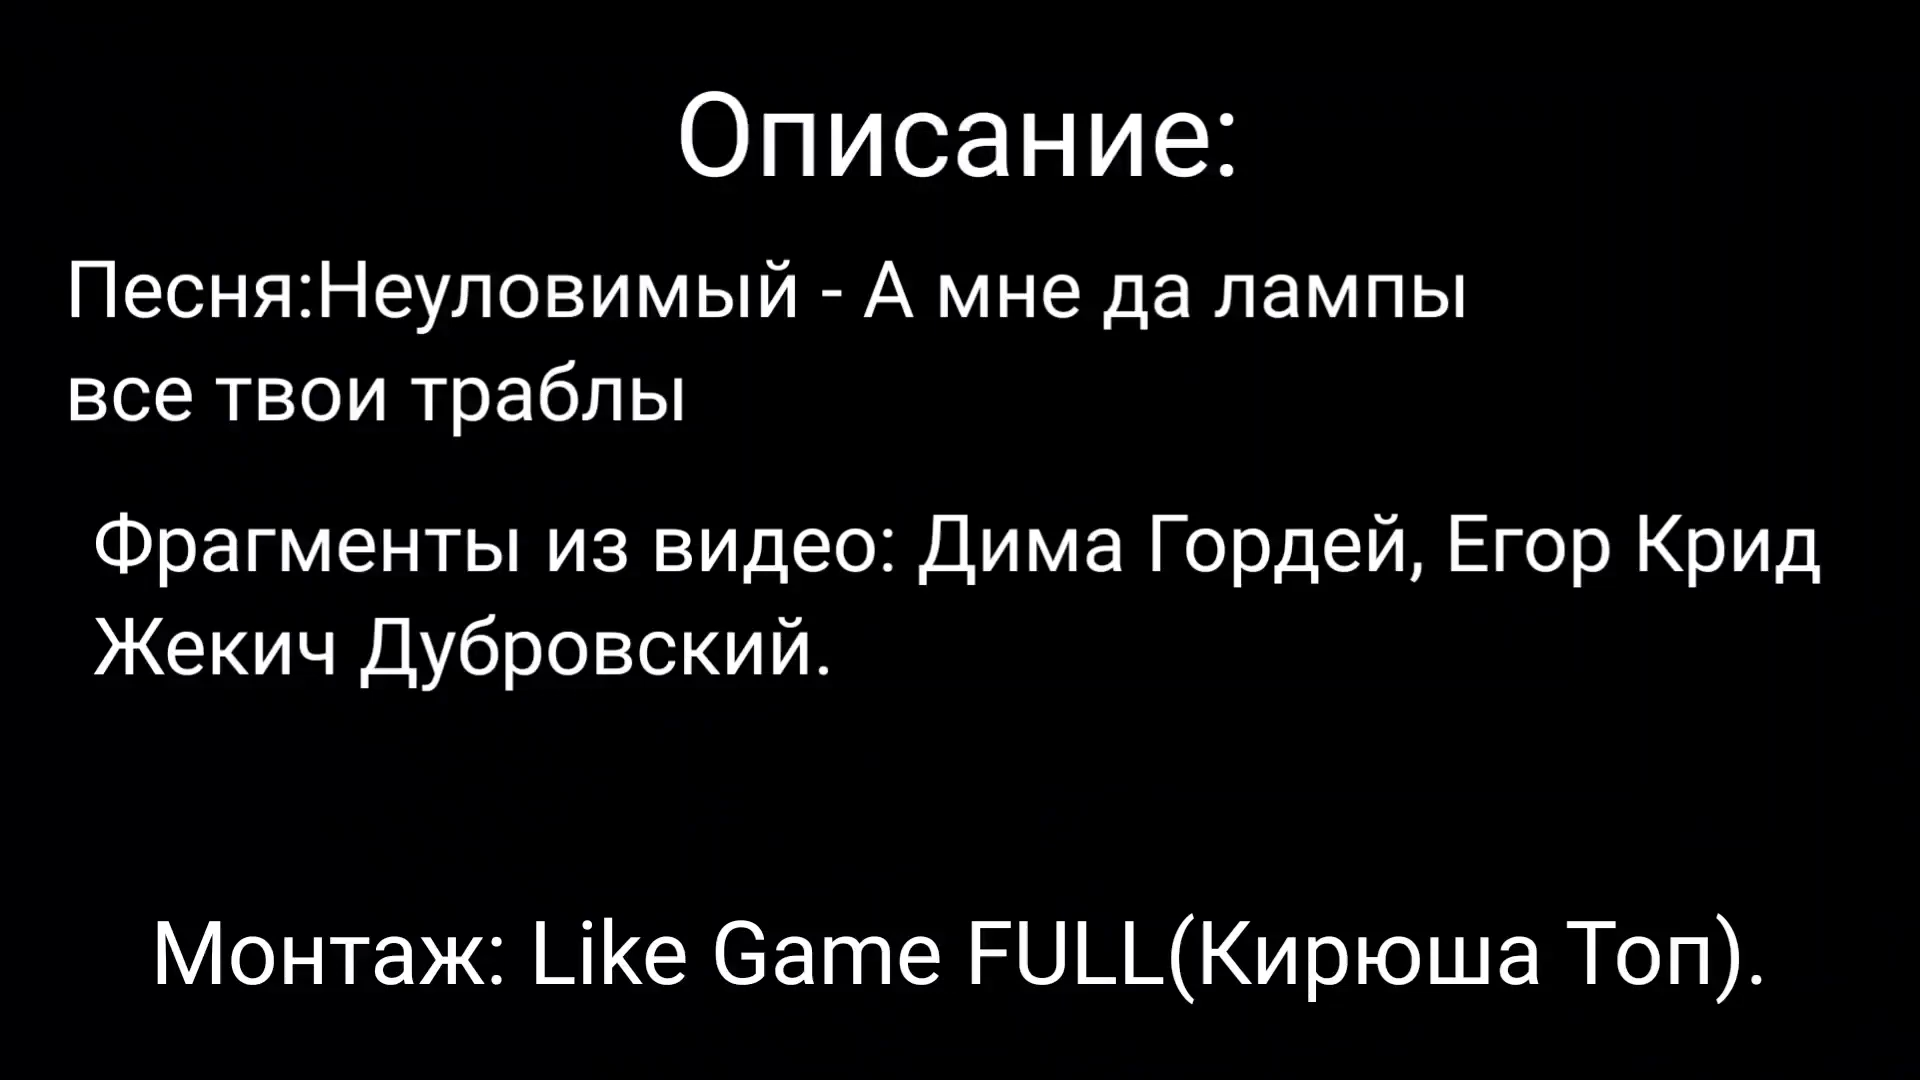 Описание:
Песня:Неуловимый - А мне да лампы
все твои траблы
Фрагменты из видео: Дима Гордей, Егор Крид
Жекич Дубровский.
Монтаж: Like Game FULL(Кирюша Топ).